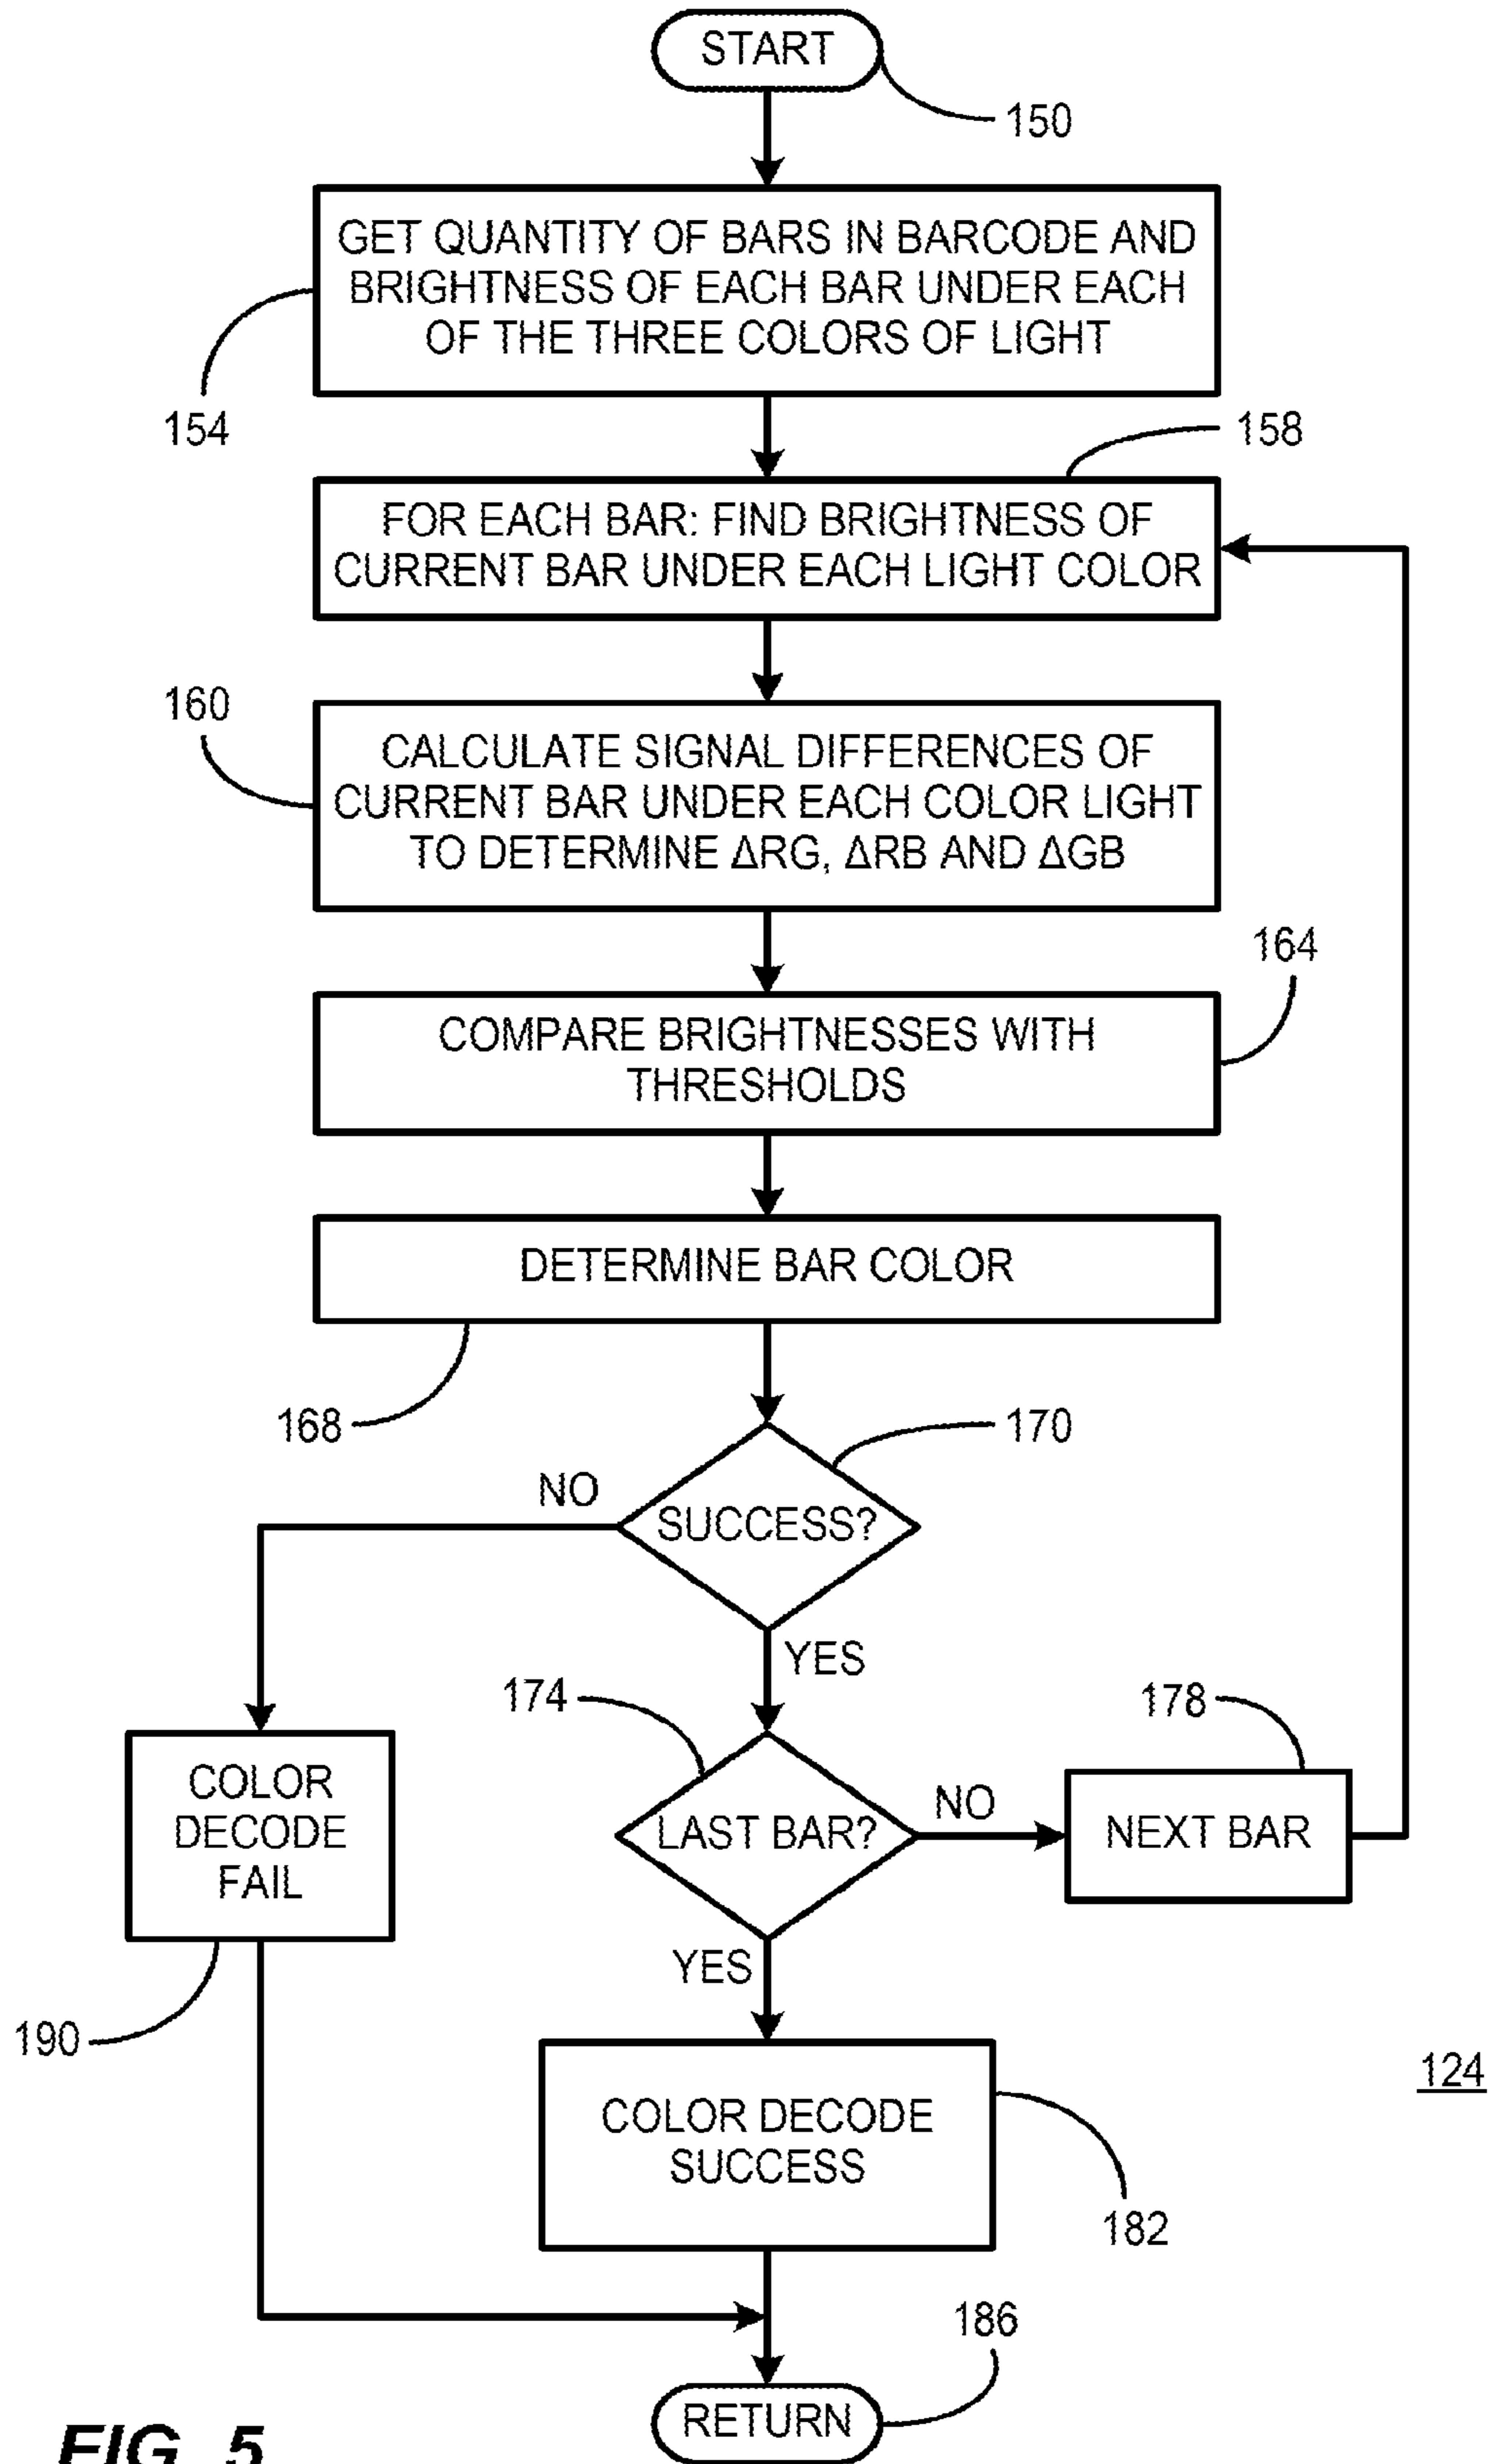 START
150
GET QUANTITY OF BARS IN BARCODE AND
BRIGHTNESS OF EACH BAR UNDER EACH
OF THE THREE COLORS OF LIGHT
154
158
FOR EACH BAR: FIND BRIGHTNESS OF
CURRENT BAR UNDER EACH LIGHT COLOR
160
CALCULATE SIGNAL DIFFERENCES OF
CURRENT BAR UNDER EACH COLOR LIGHT
TO DETERMINE ΔRG, ΔRB AND ΔGB
164
COMPARE BRIGHTNESSES WITH
THRESHOLDS
DETERMINE BAR COLOR
168
170
NO
SUCCESS?
YES
174
178
COLOR
DECODE
FAIL
LAST BAR?
NO
NEXT BAR
YES
190
124
COLOR DECODE
SUCCESS
182
186
RETURN
FIG. 5